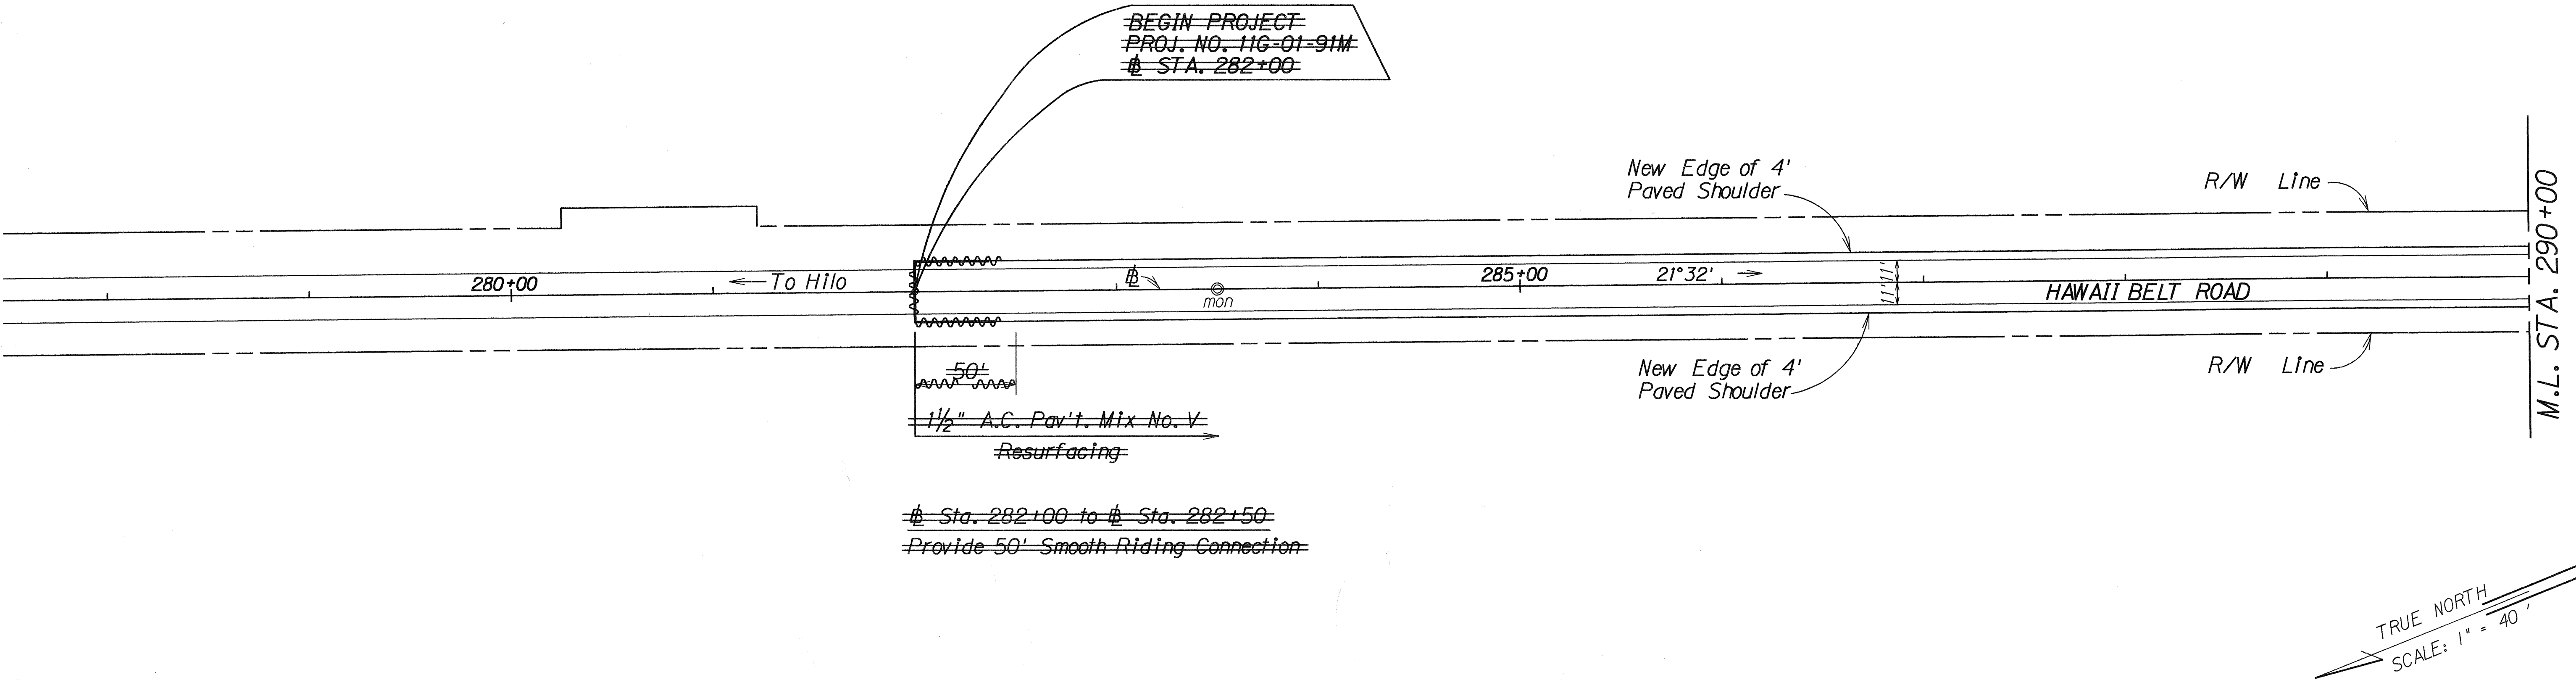 BEGIN PROJECT
PROJ. NO. 11G-01-91M
℄ STA. 282+00
New Edge of 4'
Paved Shoulder
R/W Line
M.L. STA. 290+00
280+00
To Hilo
℄
mon
285+00
21°32'
11'
11'
HAWAII BELT ROAD
50'
New Edge of 4'
Paved Shoulder
R/W Line
1½" A.C. Pav't. Mix No. V
Resurfacing
℄ Sta. 282+00 to ℄ Sta. 282+50
Provide 50' Smooth Riding Connection
TRUE NORTH
SCALE: 1" = 40'